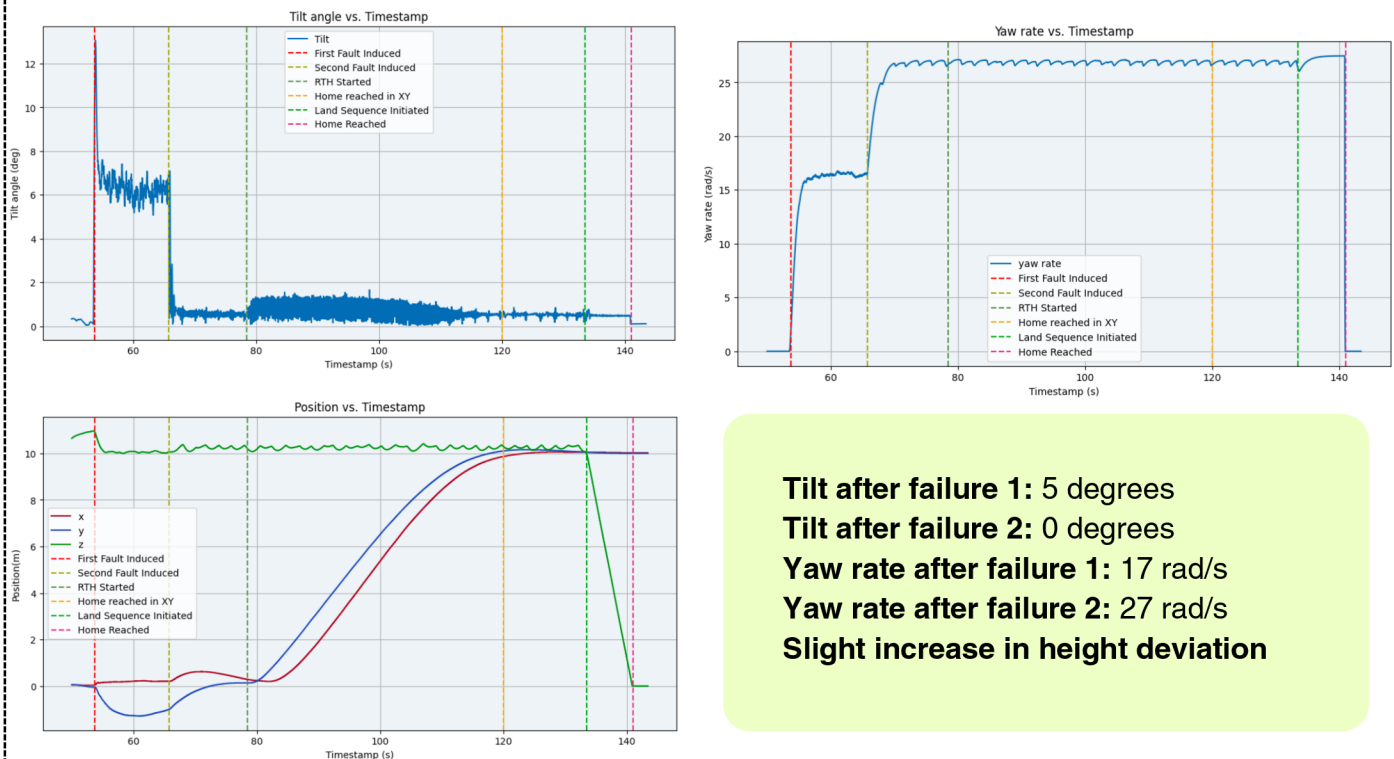 Tilt angle vs. Timestamp
Tilt angle (deg)
12
10
8
6
4
2
0
Tilt
First Fault Induced
Second Fault Induced
RTH Started
Home reached in XY
Land Sequence Initiated
Home Reached
60
80
100
120
140
Timestamp (s)
Yaw rate vs. Timestamp
Yaw rate (rad/s)
25
20
15
10
5
0
yaw rate
First Fault Induced
Second Fault Induced
RTH Started
Home reached in XY
Land Sequence Initiated
Home Reached
60
80
100
120
140
Timestamp (s)
Position vs. Timestamp
Position(m)
10
8
6
4
2
0
x
y
z
First Fault Induced
Second Fault Induced
RTH Started
Home reached in XY
Land Sequence Initiated
Home Reached
60
80
100
120
140
Timestamp (s)
Tilt after failure 1: 5 degrees
Tilt after failure 2: 0 degrees
Yaw rate after failure 1: 17 rad/s
Yaw rate after failure 2: 27 rad/s
Slight increase in height deviation